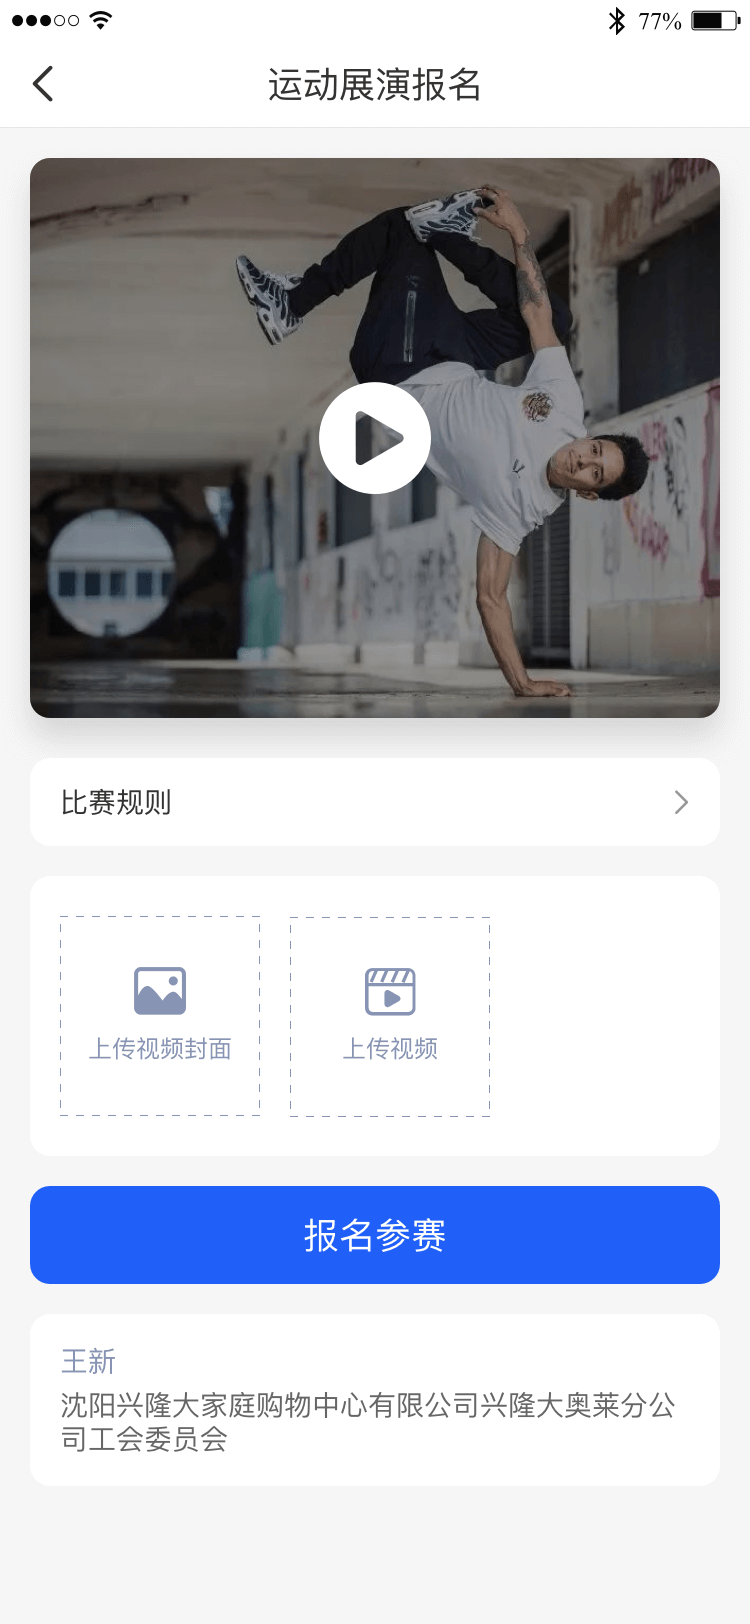 77%
运动展演报名
比赛规则
上传视频封面
上传视频
报名参赛
王新
沈阳兴隆大家庭购物中心有限公司兴隆大奥莱分公
司工会委员会